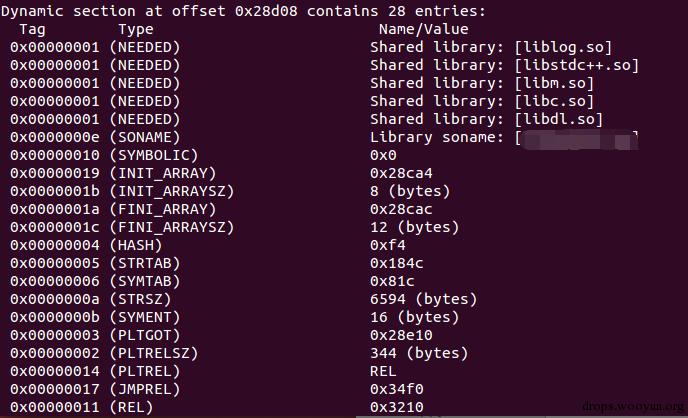 Dynamic section at offset 0x28d08 contains 28 entries:
Tag Type Name/Value
0x00000001 (NEEDED) Shared library: [liblog.so]
0x00000001 (NEEDED) Shared library: [libstdc++.so]
0x00000001 (NEEDED) Shared library: [libm.so]
0x00000001 (NEEDED) Shared library: [libc.so]
0x00000001 (NEEDED) Shared library: [libdl.so]
0x0000000e (SONAME) Library soname: [ ]
0x00000010 (SYMBOLIC) 0x0
0x00000019 (INIT_ARRAY) 0x28ca4
0x0000001b (INIT_ARRAYSZ) 8 (bytes)
0x0000001a (FINI_ARRAY) 0x28cac
0x0000001c (FINI_ARRAYSZ) 12 (bytes)
0x00000004 (HASH) 0xf4
0x00000005 (STRTAB) 0x184c
0x00000006 (SYMTAB) 0x81c
0x0000000a (STRSZ) 6594 (bytes)
0x0000000b (SYMENT) 16 (bytes)
0x00000003 (PLTGOT) 0x28e10
0x00000002 (PLTRELSZ) 344 (bytes)
0x00000014 (PLTREL) REL
0x00000017 (JMPREL) 0x34f0
0x00000011 (REL) 0x3210
drops.wooyun.org